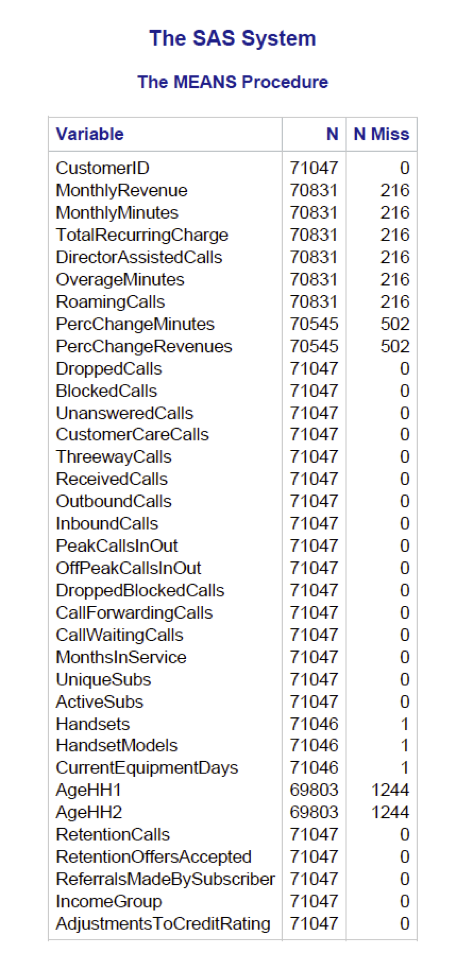 The SAS System
The MEANS Procedure
Variable N N Miss
CustomerID 71047 0
MonthlyRevenue 70831 216
MonthlyMinutes 70831 216
TotalRecurringCharge 70831 216
DirectorAssistedCalls 70831 216
OverageMinutes 70831 216
RoamingCalls 70831 216
PercChangeMinutes 70545 502
PercChangeRevenues 70545 502
DroppedCalls 71047 0
BlockedCalls 71047 0
UnansweredCalls 71047 0
CustomerCareCalls 71047 0
ThreewayCalls 71047 0
ReceivedCalls 71047 0
OutboundCalls 71047 0
InboundCalls 71047 0
PeakCallsInOut 71047 0
OffPeakCallsInOut 71047 0
DroppedBlockedCalls 71047 0
CallForwardingCalls 71047 0
CallWaitingCalls 71047 0
MonthsInService 71047 0
UniqueSubs 71047 0
ActiveSubs 71047 0
Handsets 71046 1
HandsetModels 71046 1
CurrentEquipmentDays 71046 1
AgeHH1 69803 1244
AgeHH2 69803 1244
RetentionCalls 71047 0
RetentionOffersAccepted 71047 0
ReferralsMadeBySubscriber 71047 0
IncomeGroup 71047 0
AdjustmentsToCreditRating 71047 0